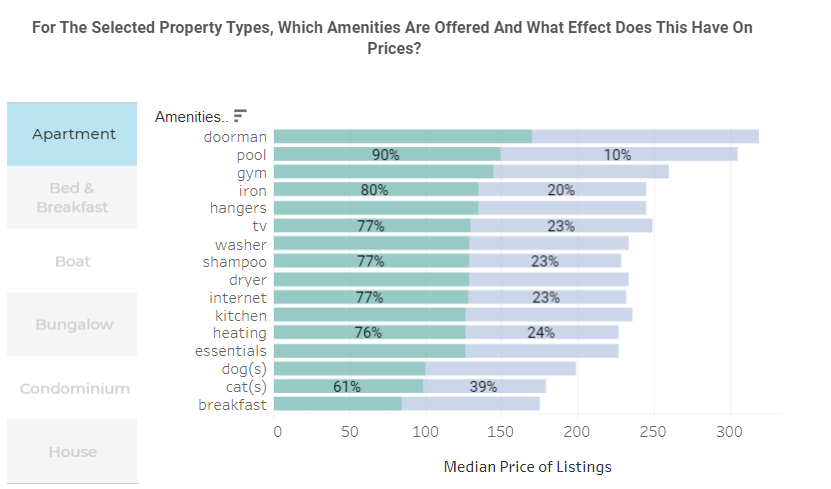 For The Selected Property Types, Which Amenities Are Offered And What Effect Does This Have On
Prices?
Apartment
Bed &
Breakfast
Boat
Bungalow
Condominium
House
Amenities..
doorman
pool 90% 10%
gym
iron 80% 20%
hangers
tv 77% 23%
washer
shampoo 77% 23%
dryer
internet 77% 23%
kitchen
heating 76% 24%
essentials
dog(s)
cat(s) 61% 39%
breakfast
0 50 100 150 200 250 300
Median Price of Listings